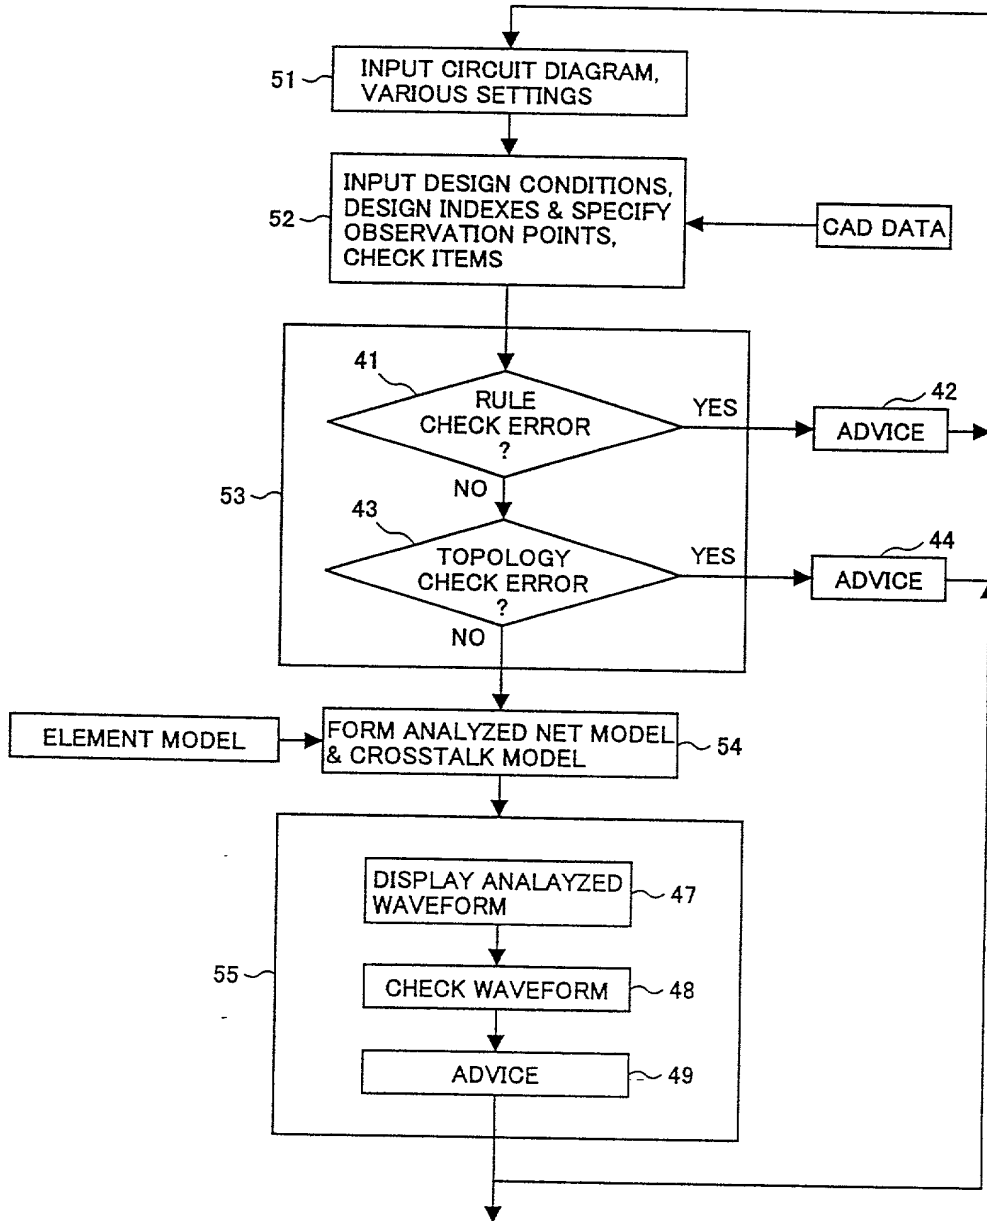 51
INPUT CIRCUIT DIAGRAM,
VARIOUS SETTINGS
52
INPUT DESIGN CONDITIONS,
DESIGN INDEXES & SPECIFY
OBSERVATION POINTS,
CHECK ITEMS
CAD DATA
53
41
RULE
CHECK ERROR
?
YES
42
ADVICE
NO
43
TOPOLOGY
CHECK ERROR
?
YES
44
ADVICE
NO
ELEMENT MODEL
FORM ANALYZED NET MODEL
& CROSSTALK MODEL
54
55
DISPLAY ANALAYZED
WAVEFORM
47
CHECK WAVEFORM
48
ADVICE
49